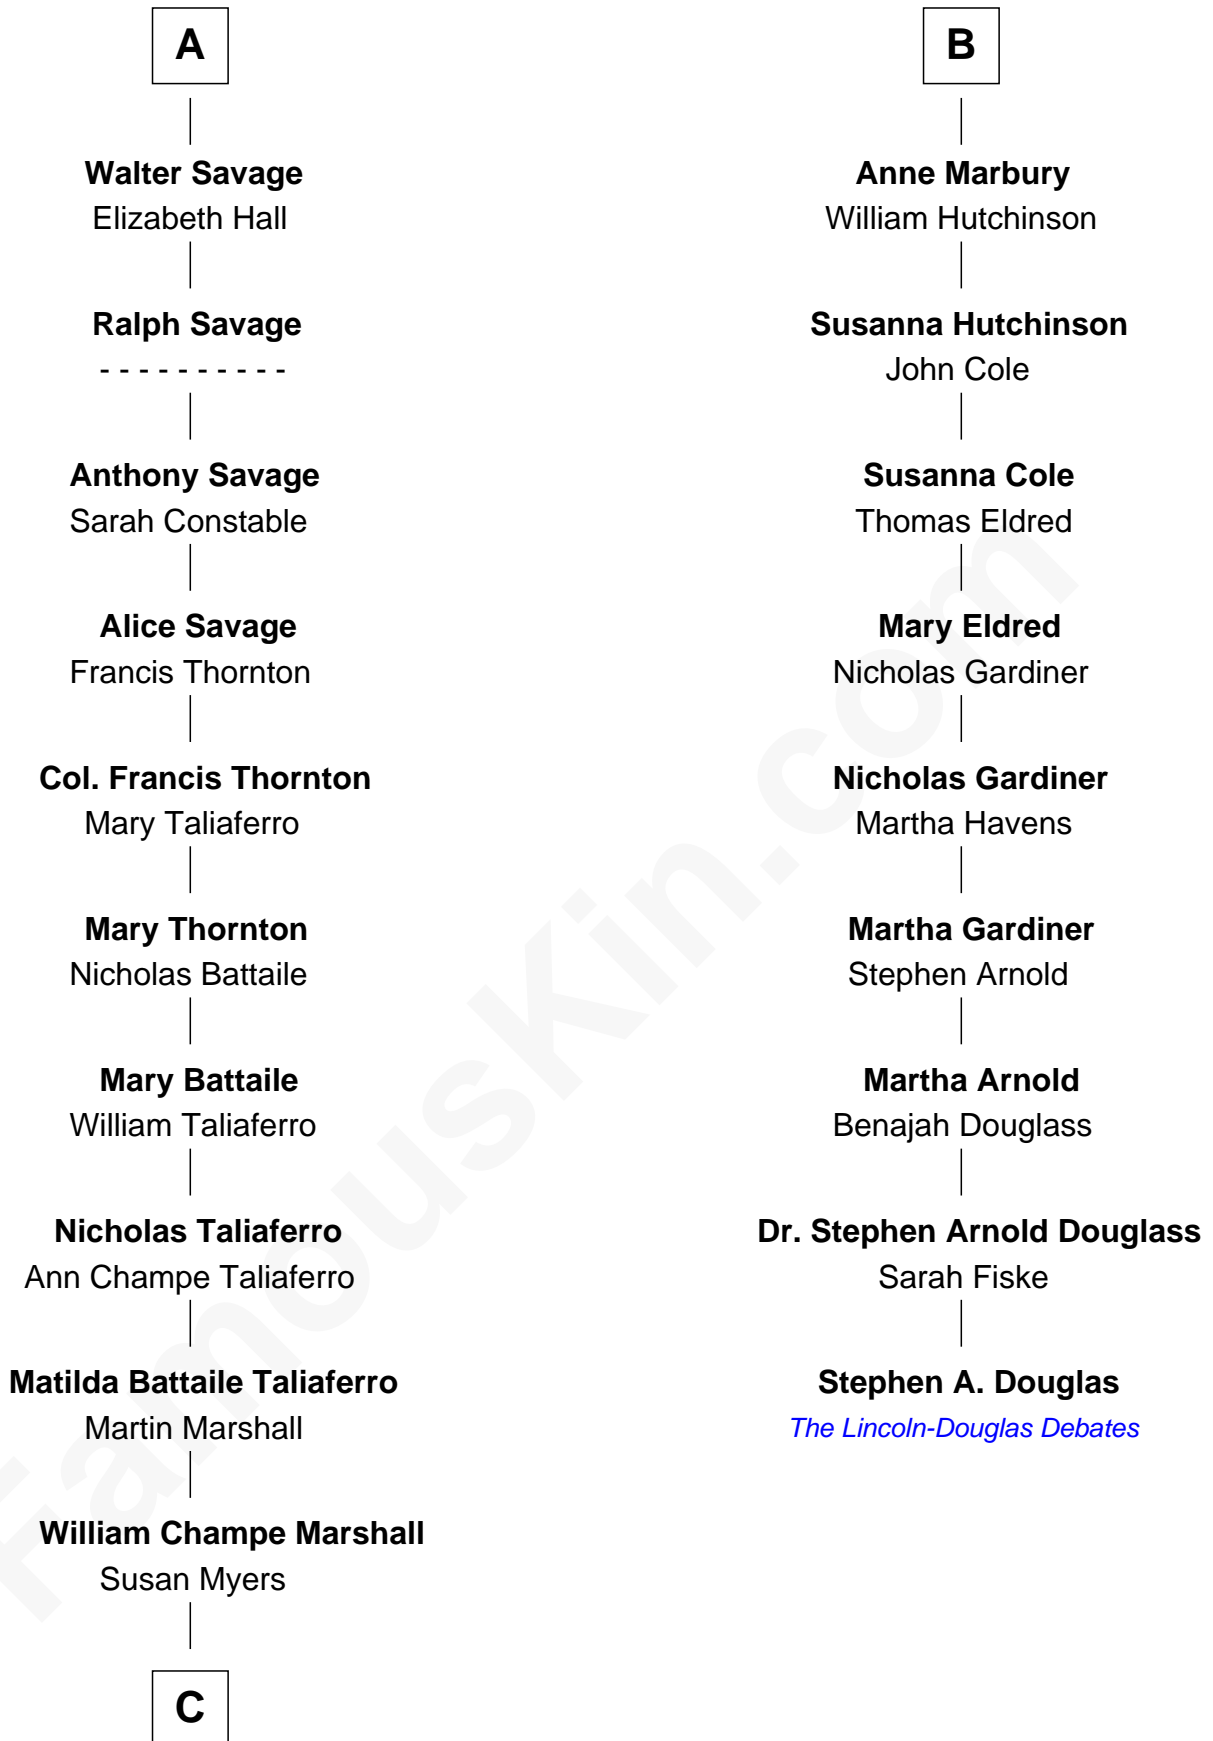 A
Walter Savage
Elizabeth Hall
Ralph Savage
- - - - - - - - - -
Anthony Savage
Sarah Constable
Alice Savage
Francis Thornton
Col. Francis Thornton
Mary Taliaferro
Mary Thornton
Nicholas Battaile
Mary Battaile
William Taliaferro
Nicholas Taliaferro
Ann Champe Taliaferro
Matilda Battaile Taliaferro
Martin Marshall
William Champe Marshall
Susan Myers
C
B
Anne Marbury
William Hutchinson
Susanna Hutchinson
John Cole
Susanna Cole
Thomas Eldred
Mary Eldred
Nicholas Gardiner
Nicholas Gardiner
Martha Havens
Martha Gardiner
Stephen Arnold
Martha Arnold
Benajah Douglass
Dr. Stephen Arnold Douglass
Sarah Fiske
Stephen A. Douglas
The Lincoln-Douglas Debates
FamousKin.com